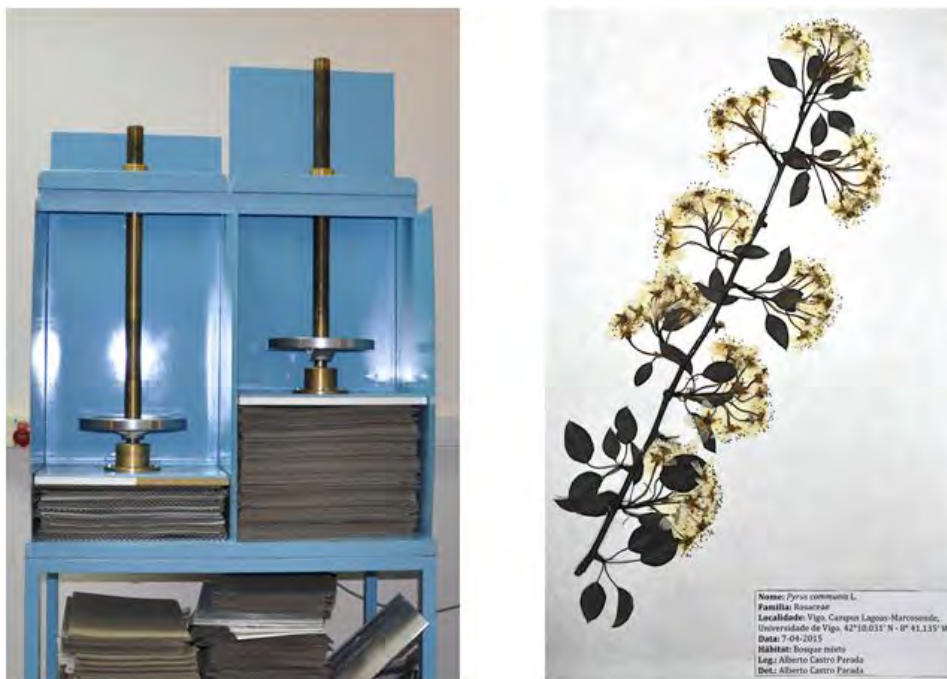 Nome: Pyrus communis L.
Familia: Rosaceae
Localidade: Vigo, Campus Lagoas-Marcosende,
Universidade de Vigo, 42°10,031' N - 8° 41,135' W
Data: 7-04-2015
Hábitat: Bosque mixto
Leg.: Alberto Castro Parada
Det.: Alberto Castro Parada